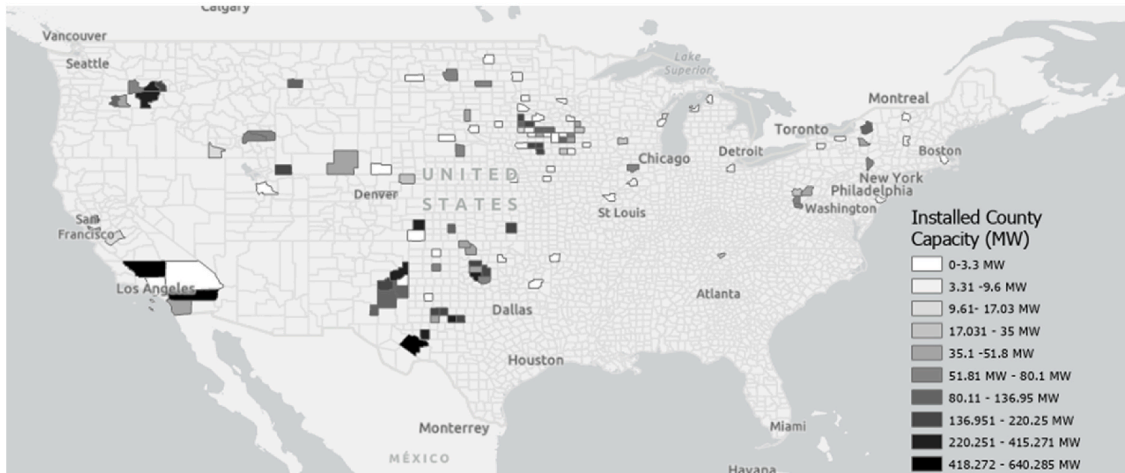 Calgary
Vancouver
Seattle
Lake
Superior
Montreal
Toronto
Boston
Detroit
Chicago
New York
Philadelphia
UNITED
STATES
Denver
St Louis
Washington
San
Francisco
Los Angeles
Atlanta
Dallas
Houston
Monterrey
Miami
MÉXICO
Havana
Installed County
Capacity (MW)
0-3.3 MW
3.31 -9.6 MW
9.61- 17.03 MW
17.031 - 35 MW
35.1 -51.8 MW
51.81 MW - 80.1 MW
80.11 - 136.95 MW
136.951 - 220.25 MW
220.251 - 415.271 MW
418.272 - 640.285 MW